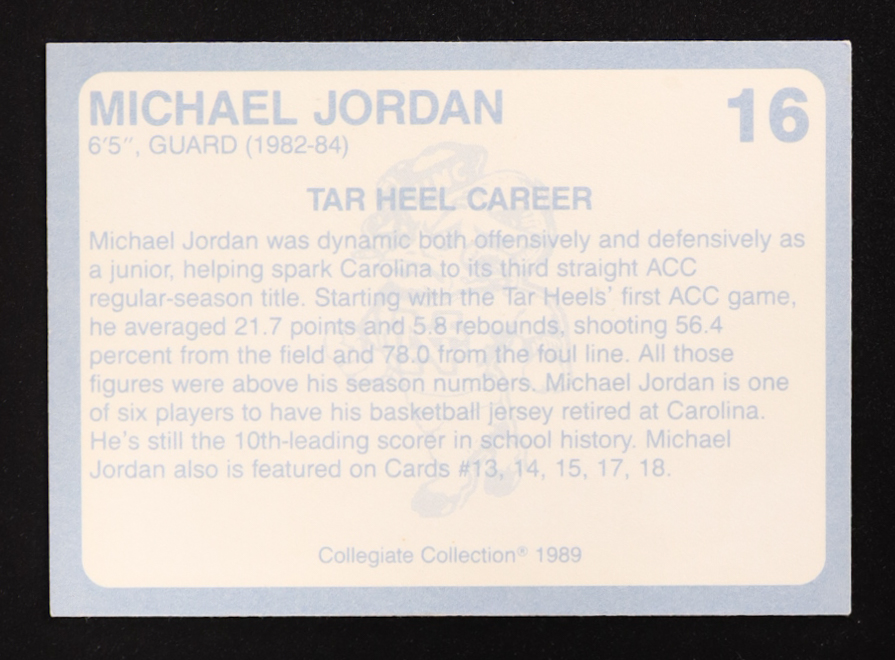 MICHAEL JORDAN
16
6'5", GUARD (1982-84)
TAR HEEL CAREER
Michael Jordan was dynamic both offensively and defensively as
a junior, helping spark Carolina to its third straight ACC
regular-season title. Starting with the Tar Heels' first ACC game,
he averaged 21.7 points and 5.8 rebounds, shooting 56.4
percent from the field and 78.0 from the foul line. All those
figures were above his season numbers. Michael Jordan is one
of six players to have his basketball jersey retired at Carolina.
He's still the 10th-leading scorer in school history. Michael
Jordan also is featured on Cards #13, 14, 15, 17, 18.
Collegiate Collection® 1989